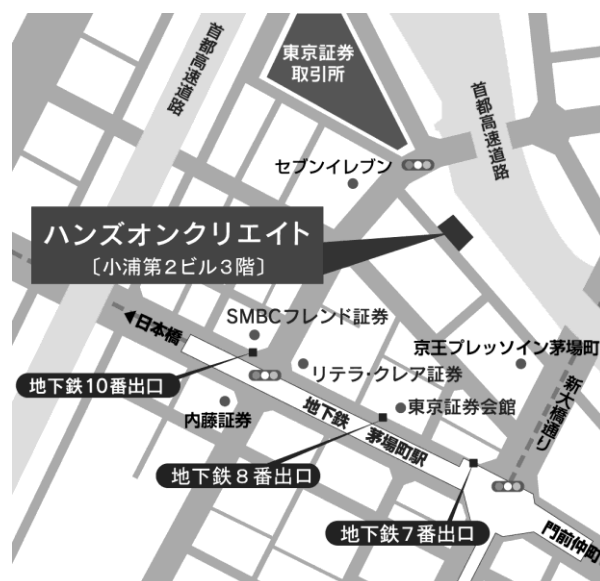 首都高速道路
東京証券
取引所
首都高速道路
セブンイレブン
ハンズオンクリエイト
〔小浦第2ビル3階〕
SMBCフレンド証券
◀日本橋
京王プレッソイン茅場町
リテラ・クレア証券
地下鉄10番出口
東京証券会館
新大橋通り
内藤証券
地下鉄 茅場町駅
地下鉄8番出口
地下鉄7番出口
門前仲町